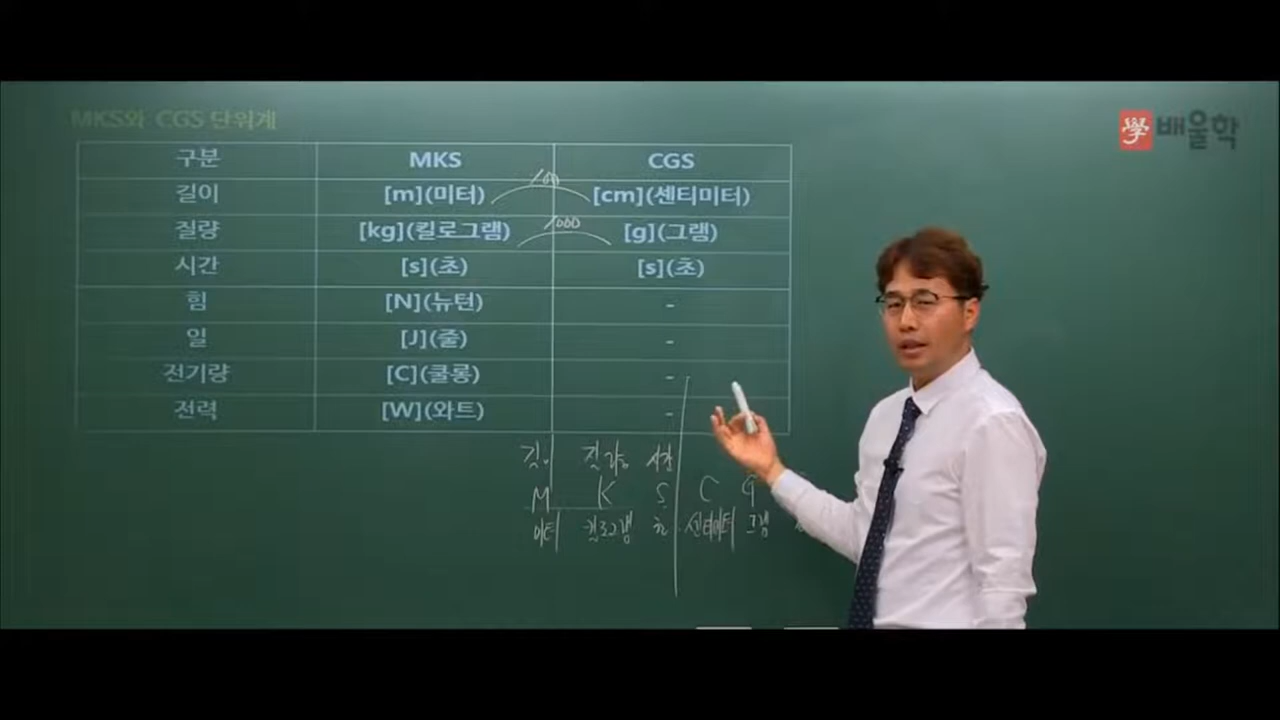 MKS와 CGS 단위계
學 배울학
구분 MKS CGS
길이 [m](미터) [cm](센티미터)
질량 [kg](킬로그램) [g](그램)
시간 [s](초) [s](초)
힘 [N](뉴턴) -
일 [J](줄) -
전기량 [C](쿨롱) -
전력 [W](와트) -
길이 질량 시간
M K S C G
미터 킬로그램 초 센티미터 그램